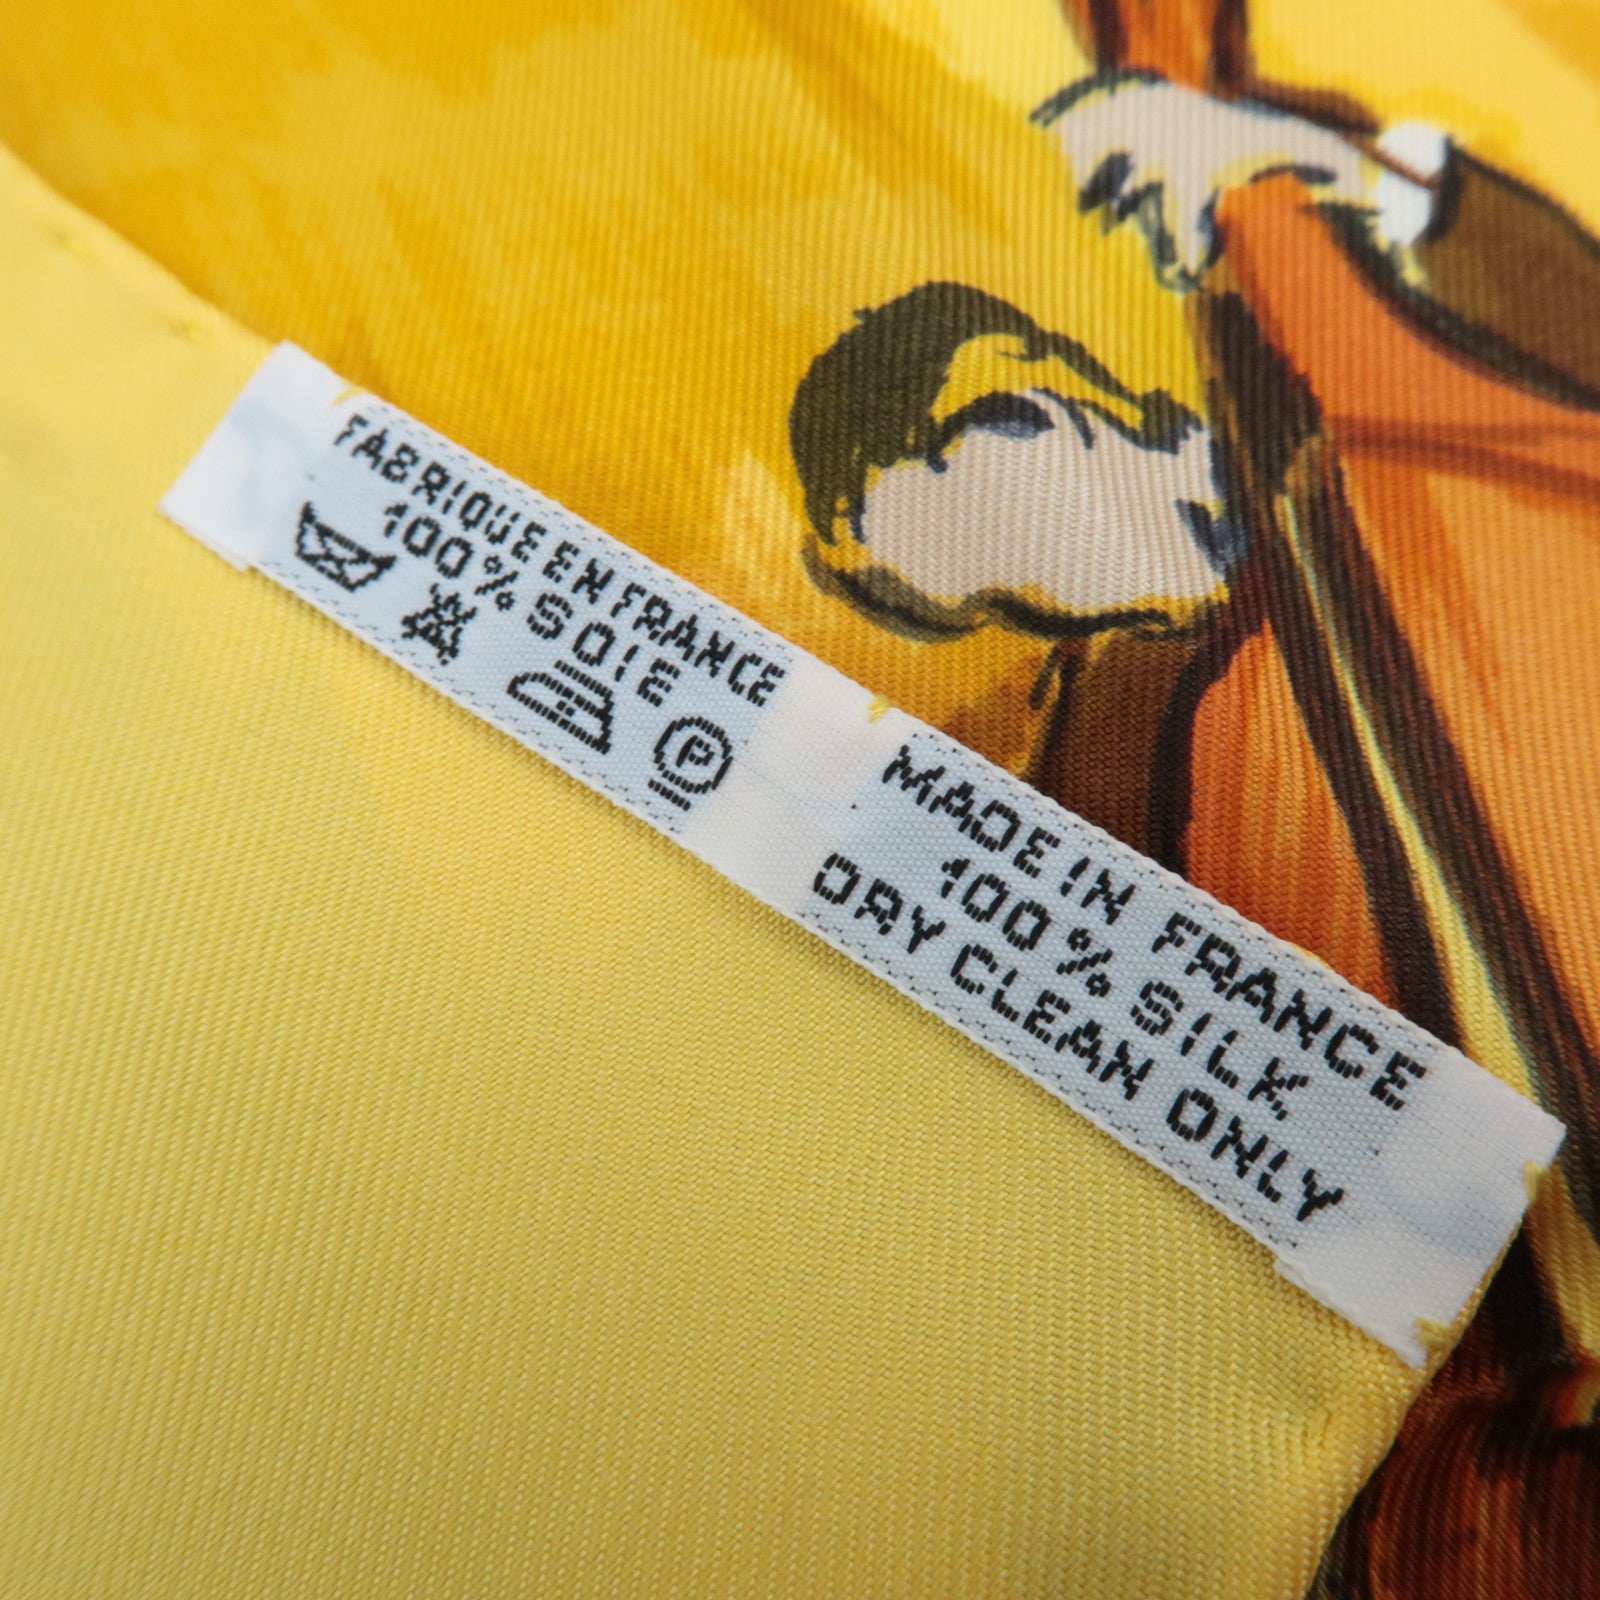 FABRIQUE EN FRANCE
100% SOIE
P
MADE IN FRANCE
100% SILK
DRY CLEAN ONLY